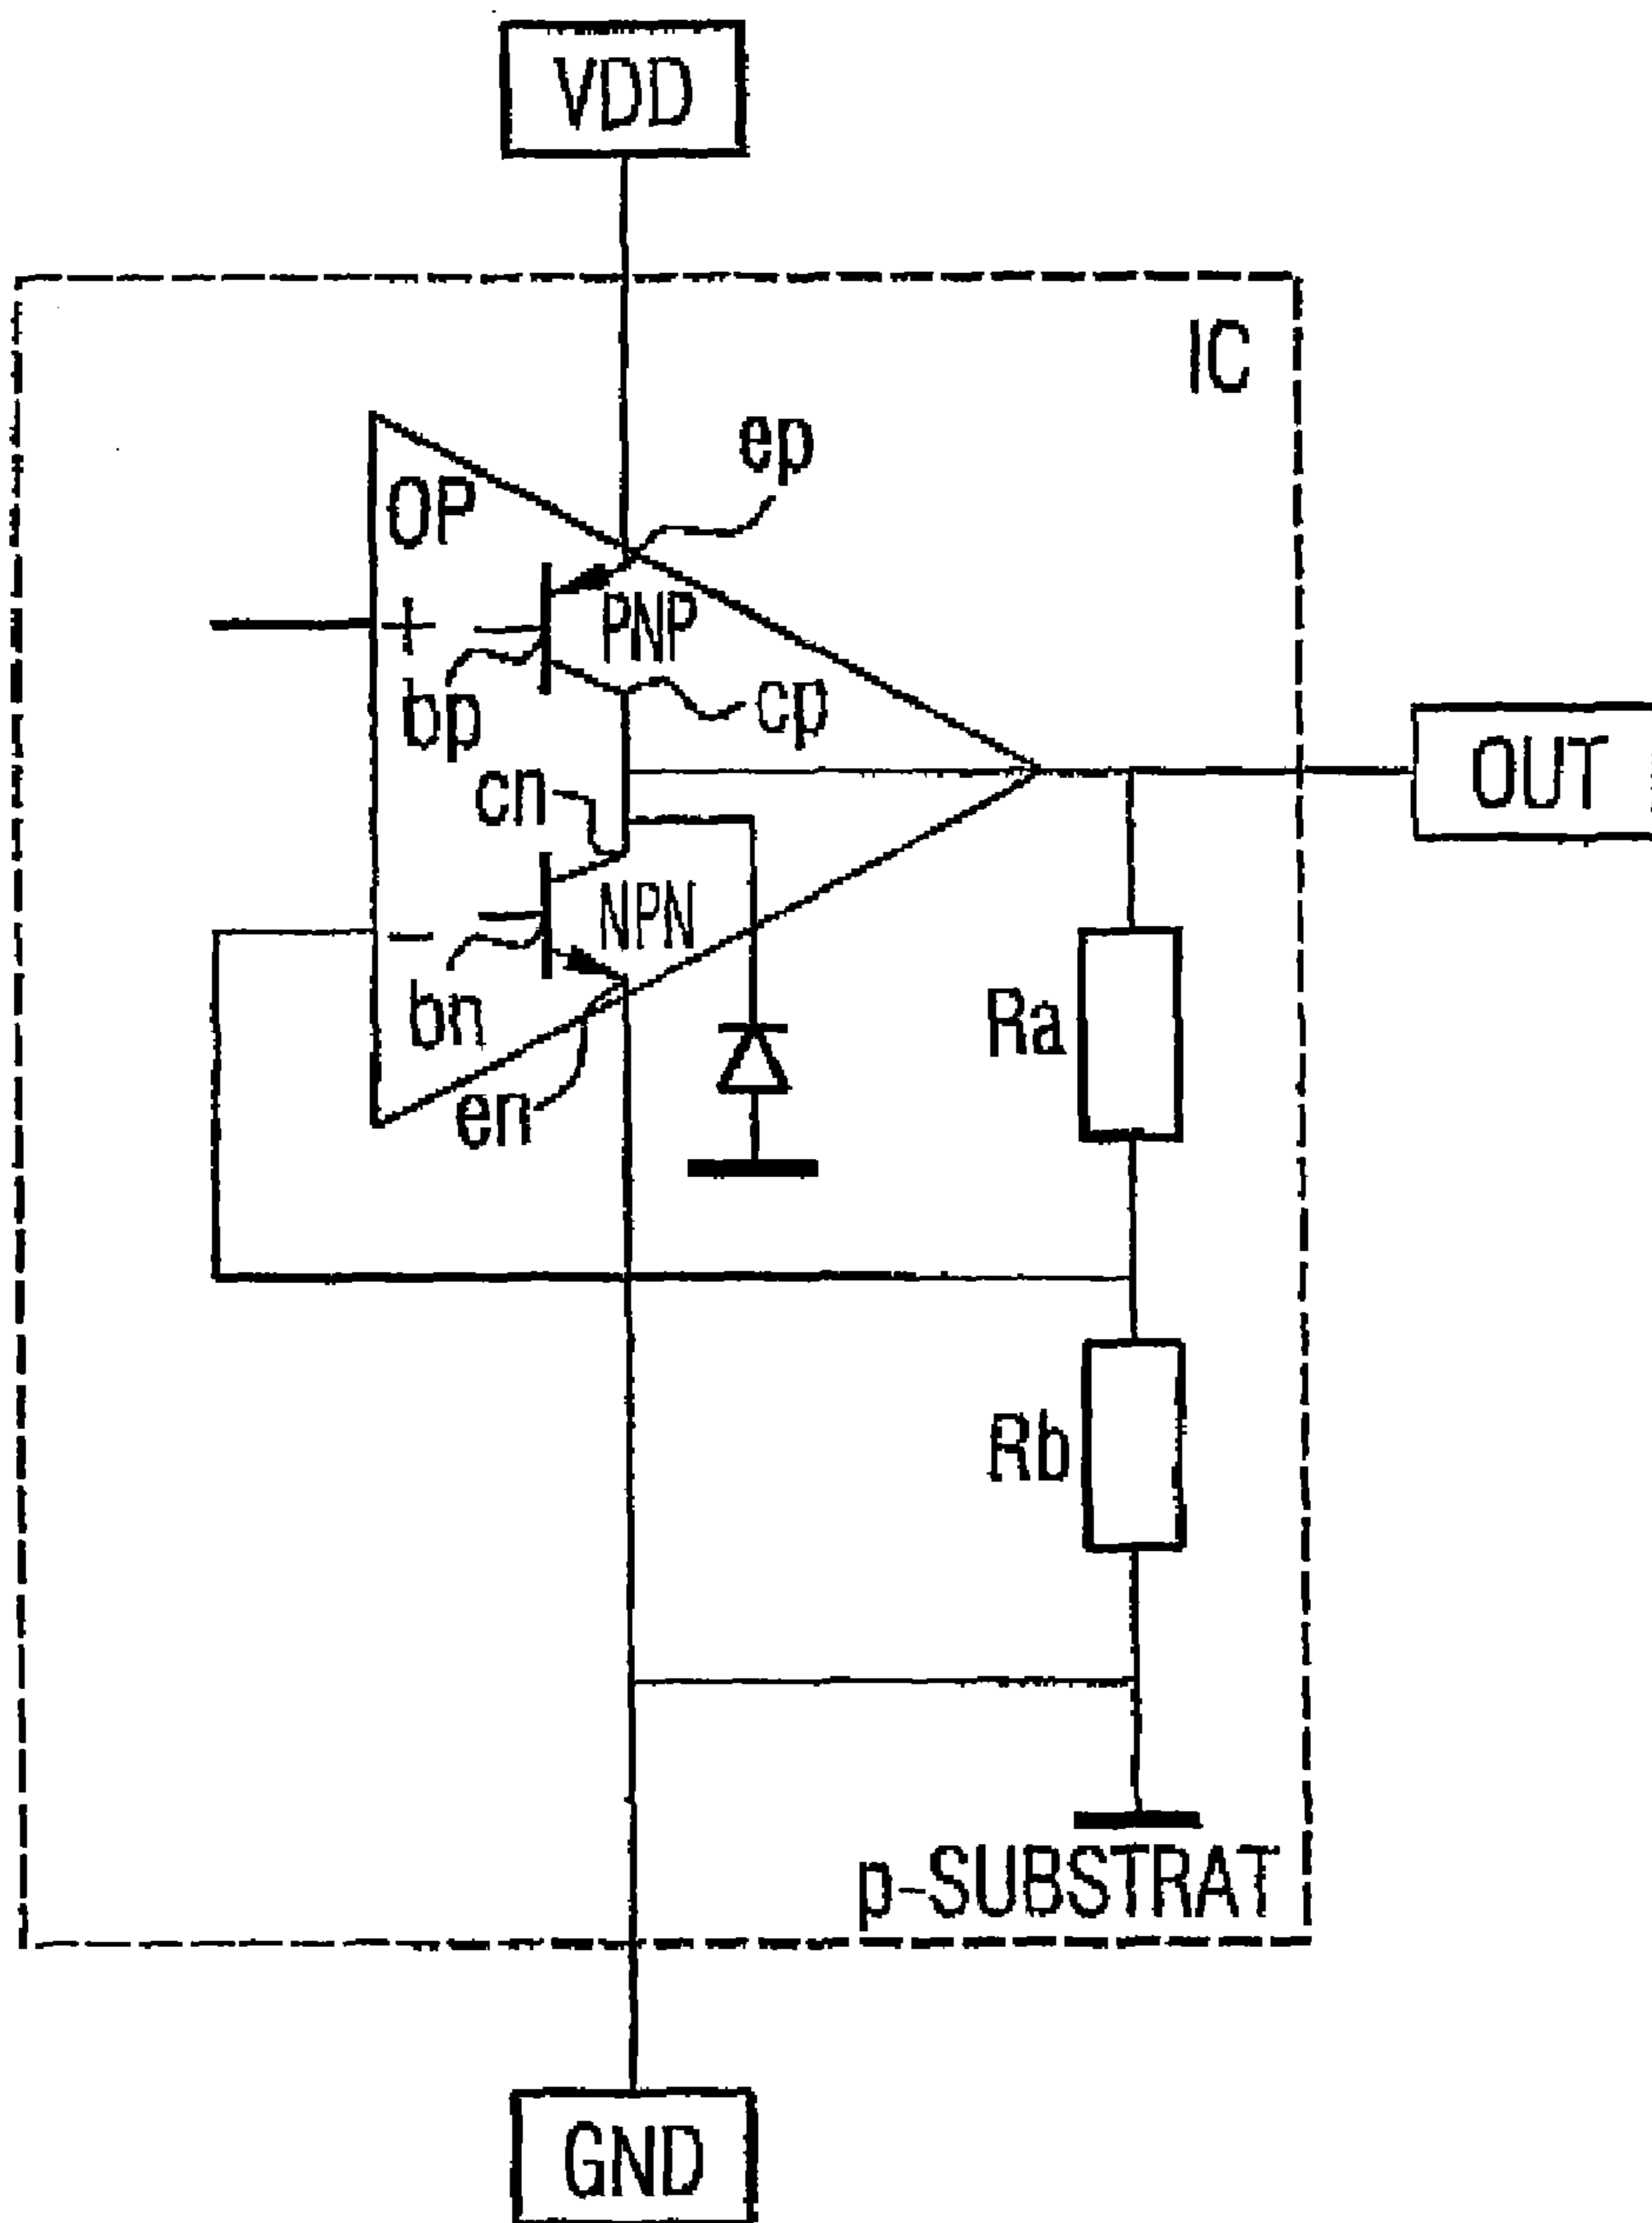 VDD
IC
ep
OP
PNP
+
bp
cp
OUT
cn
NPN
-
bn
Ra
en
Rb
p-SUBSTRAT
GND